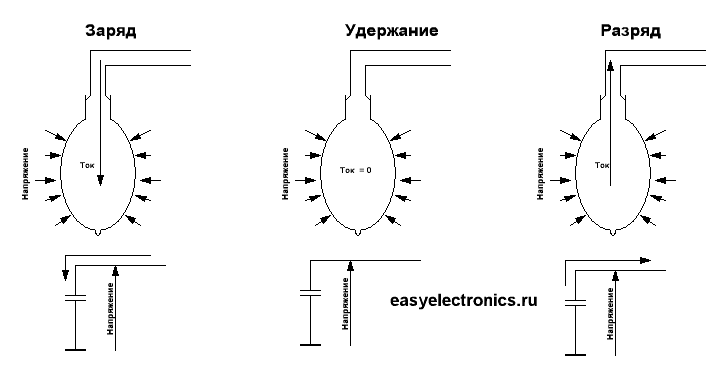 Заряд
Удержание
Разряд
Напряжение
Ток
Напряжение
Ток = 0
Напряжение
Ток
Напряжение
Напряжение
easyelectronics.ru
Напряжение